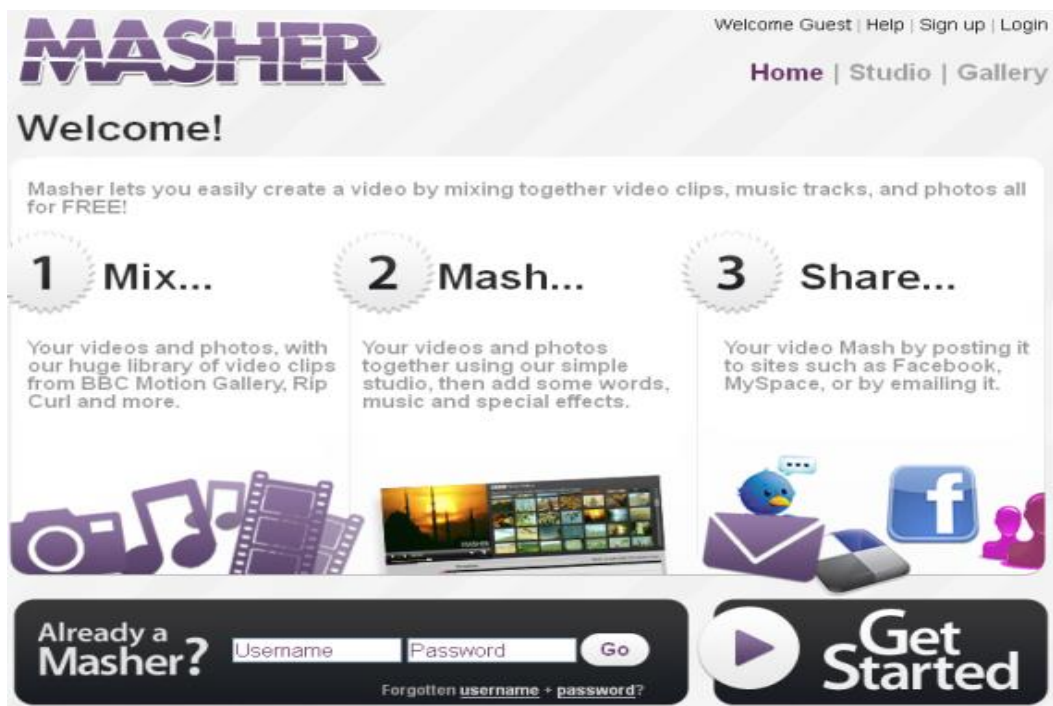 MASHER
Welcome Guest | Help | Sign up | Login
Home | Studio | Gallery
Welcome!
Masher lets you easily create a video by mixing together video clips, music tracks, and photos all
for FREE!
1 Mix...
Your videos and photos, with
our huge library of video clips
from BBC Motion Gallery, Rip
Curl and more.
2 Mash...
Your videos and photos
together using our simple
studio, then add some words,
music and special effects.
3 Share...
Your video Mash by posting it
to sites such as Facebook,
MySpace, or by emailing it.
f
Already a
Masher?
Username
Password
Go
Forgotten username + password?
Get
Started